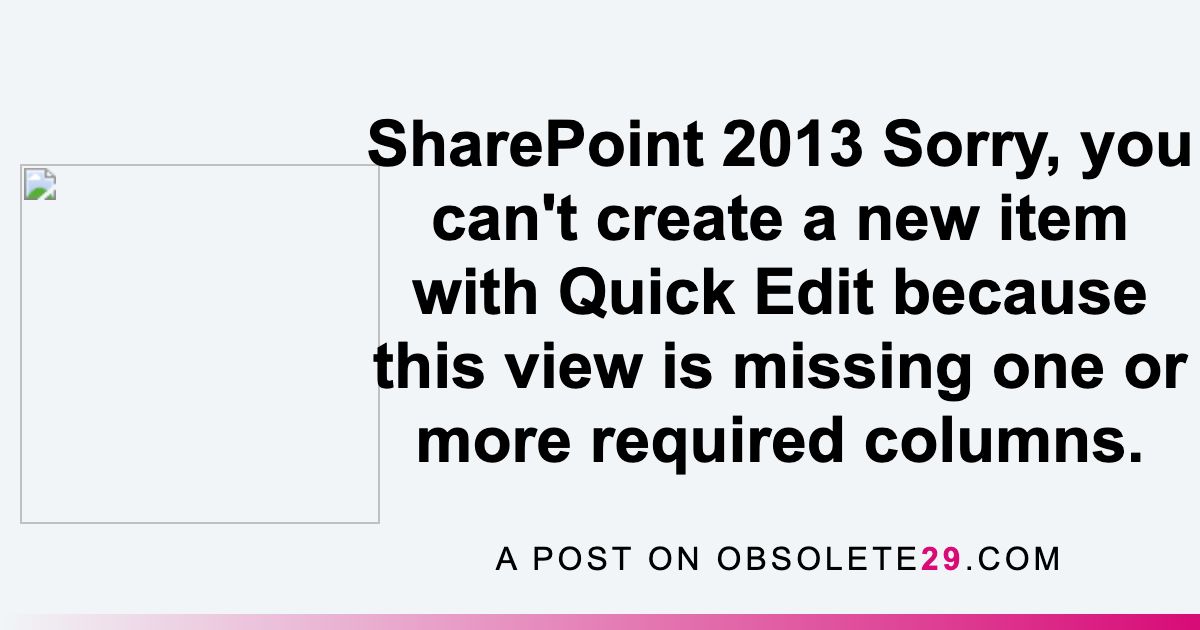 SharePoint 2013 Sorry, you
can't create a new item
with Quick Edit because
this view is missing one or
more required columns.
A POST ON OBSOLETE29.COM